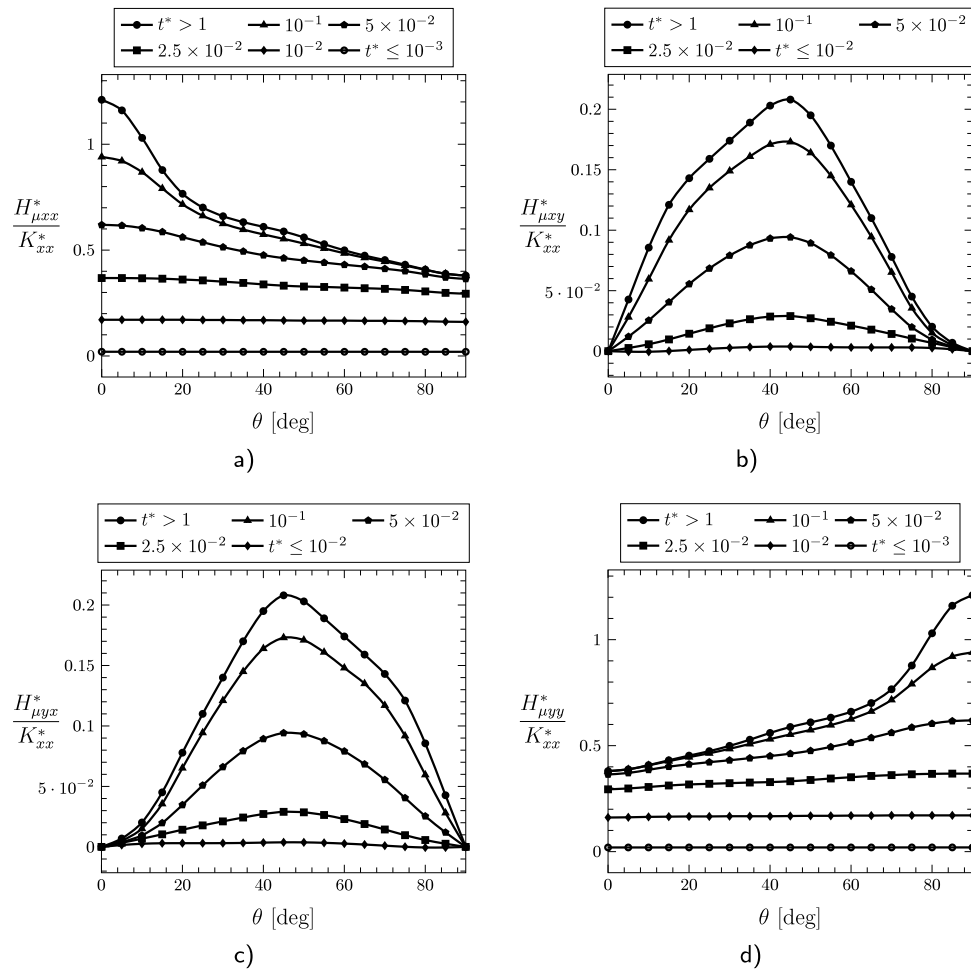 t* > 1 10⁻¹ 5 × 10⁻² t* > 1 10⁻¹ 5 × 10⁻²
2.5 × 10⁻² 10⁻² t* ≤ 10⁻³ 2.5 × 10⁻² t* ≤ 10⁻²
1
0.5
0
H*μxx
K*xx
0 20 40 60 80
θ [deg]
a)
0.2
0.15
0.1
5 · 10⁻²
0
H*μxy
K*xx
0 20 40 60 80
θ [deg]
b)
t* > 1 10⁻¹ 5 × 10⁻²
2.5 × 10⁻² t* ≤ 10⁻²
0.2
0.15
0.1
5 · 10⁻²
0
H*μyx
K*xx
0 20 40 60 80
θ [deg]
c)
t* > 1 10⁻¹ 5 × 10⁻²
2.5 × 10⁻² 10⁻² t* ≤ 10⁻³
1
0.5
0
H*μyy
K*xx
0 20 40 60 80
θ [deg]
d)